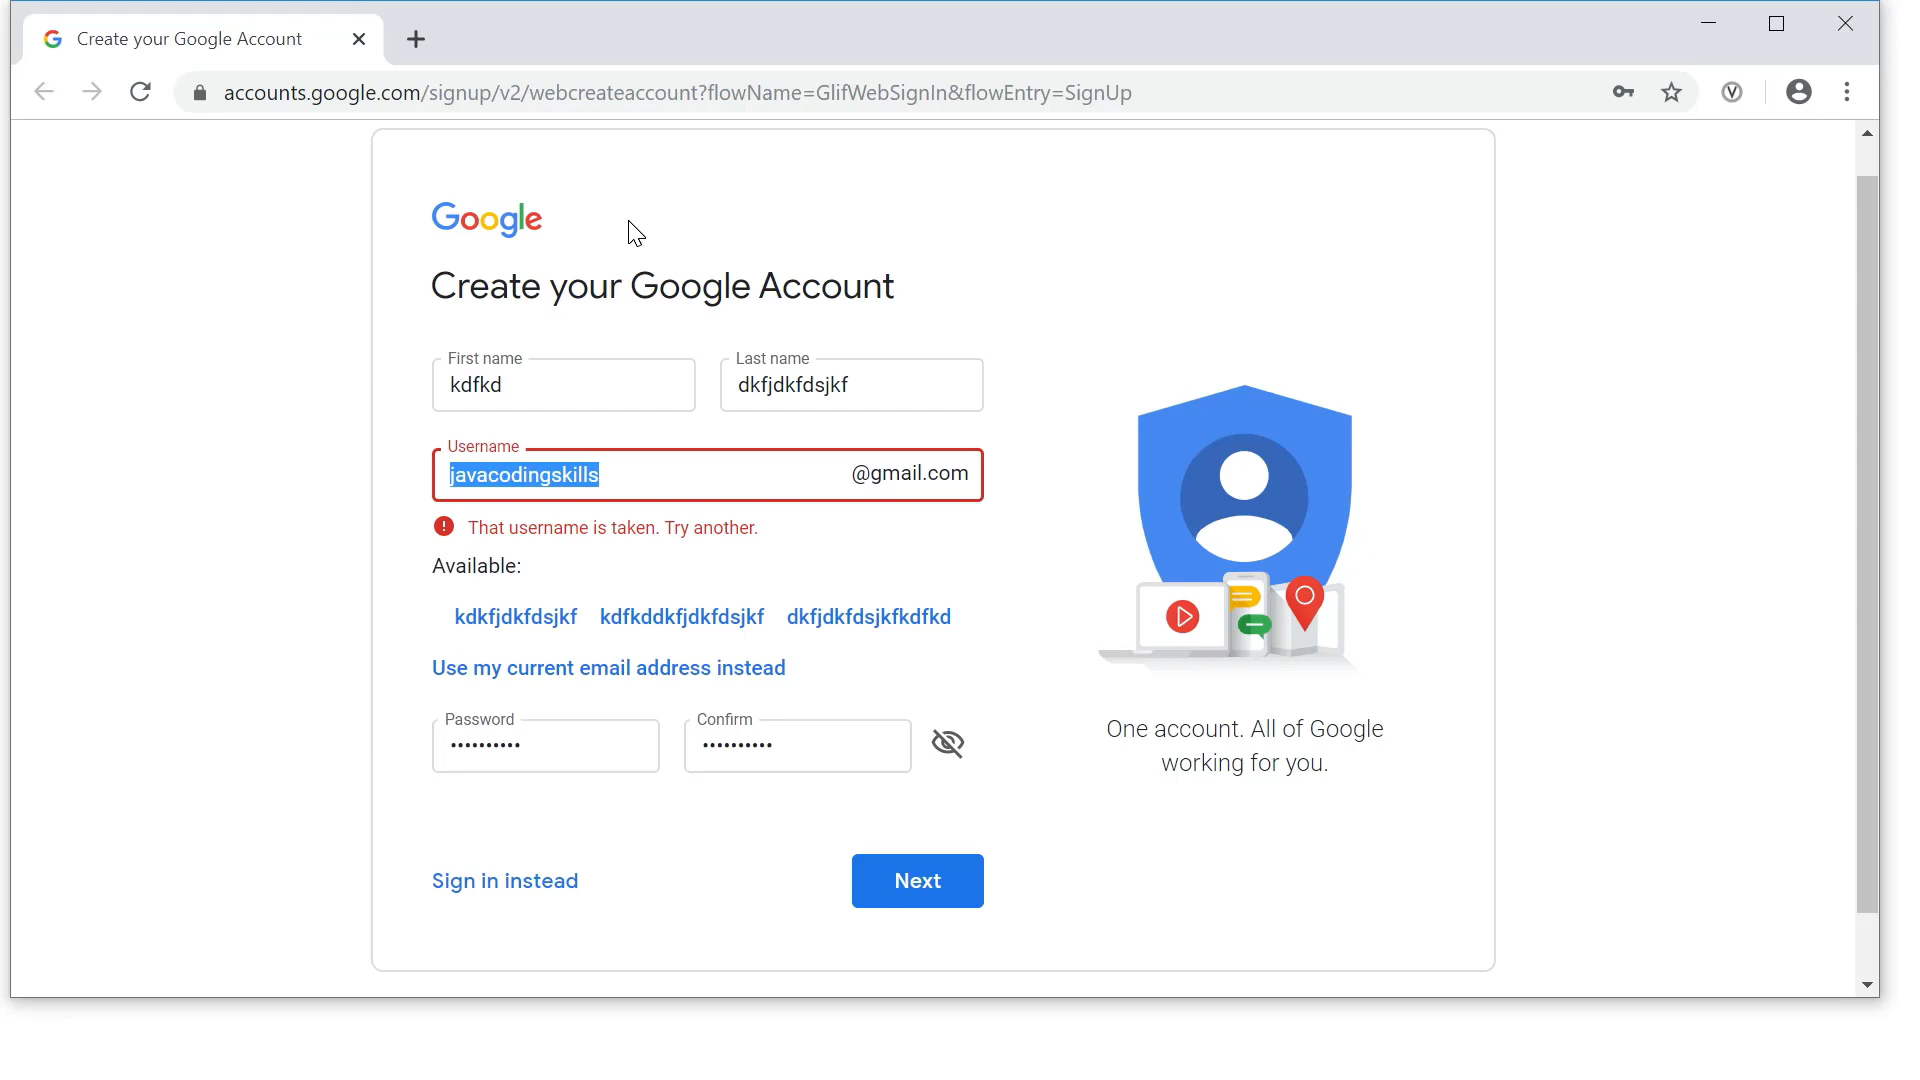 Create your Google Account
accounts.google.com/signup/v2/webcreateaccount?flowName=GlifWebSignIn&flowEntry=SignUp
Google
Create your Google Account
First name
Last name
kdfkd
dkfjdkfdsjkf
Username
javacodingskills
@gmail.com
That username is taken. Try another.
Available:
kdkfjdkfdsjkf kdfkddkfjdkfdsjkf dkfjdkfdsjkfkdfkd
Use my current email address instead
Password
Confirm
••••••••••
••••••••••
One account. All of Google
working for you.
Sign in instead
Next